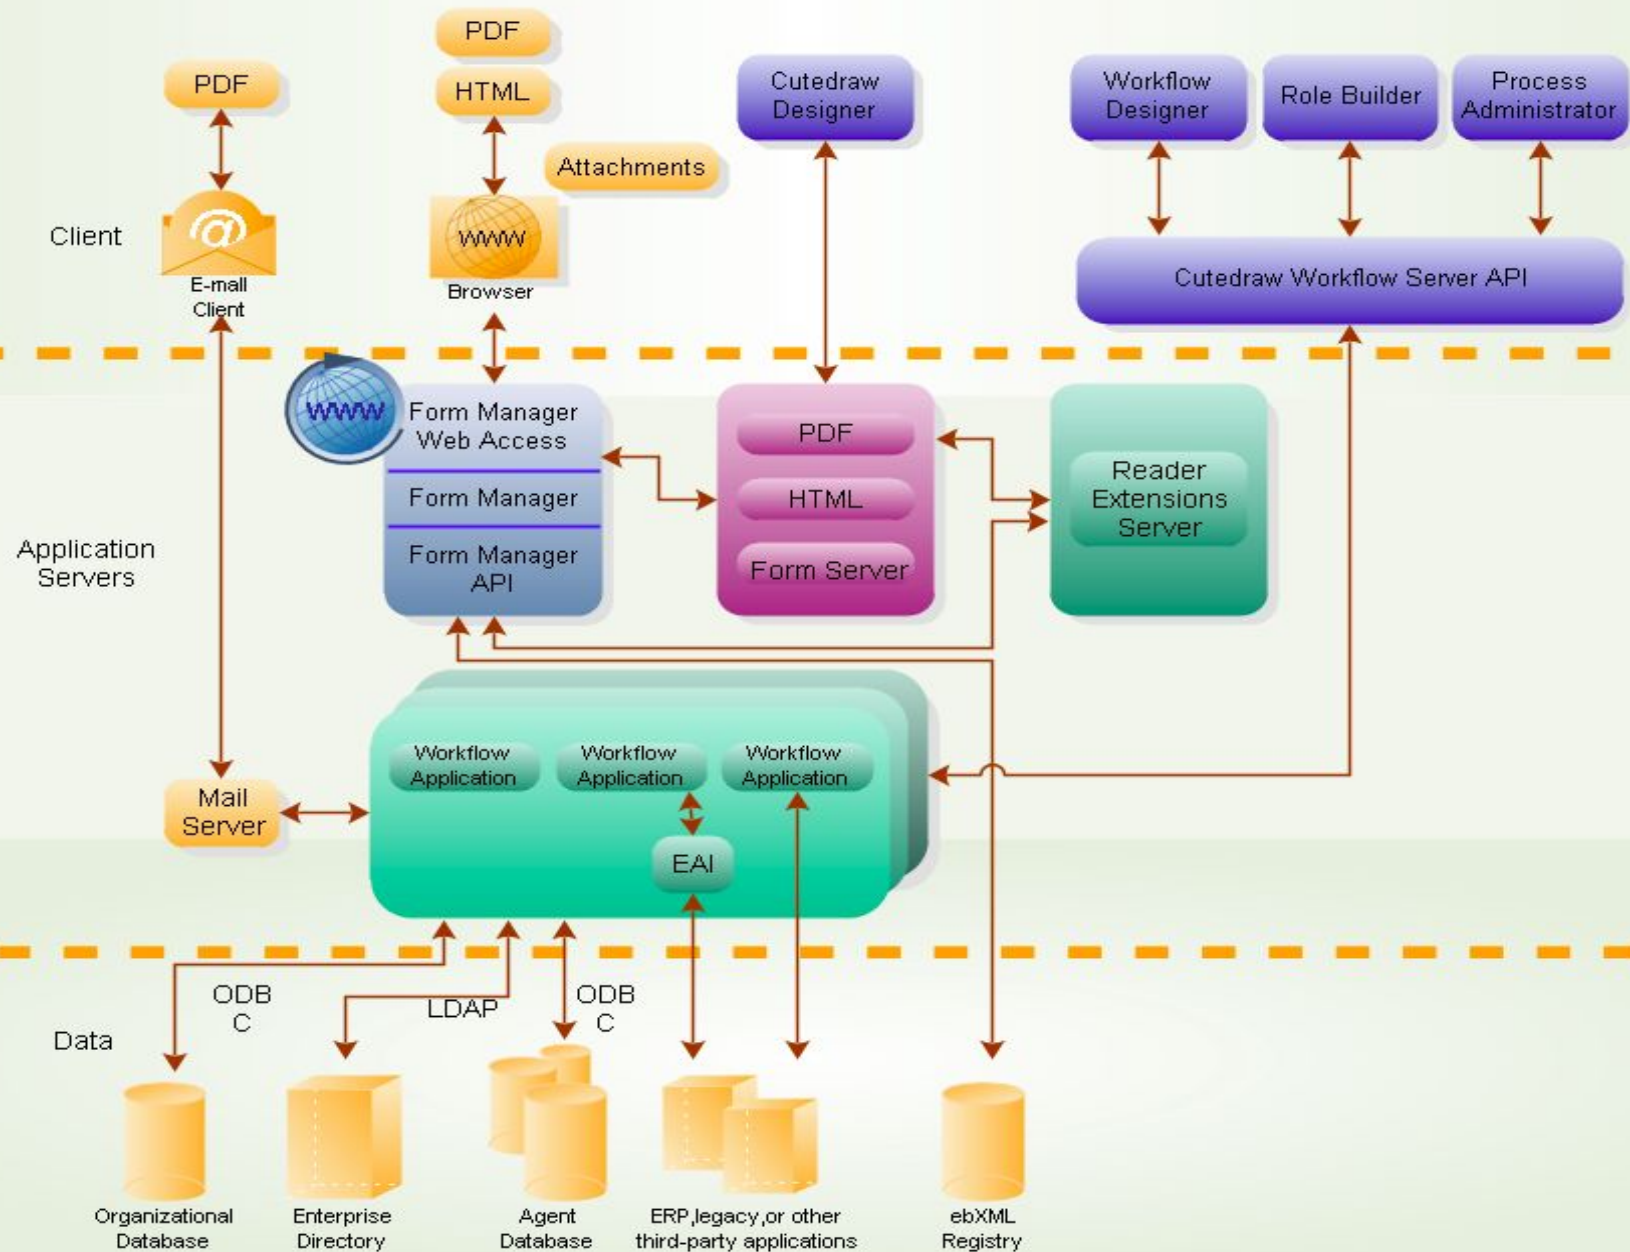 PDF
PDF
HTML
Attachments
Cutedraw
Designer
Workflow
Designer
Role Builder
Process
Administrator
Client
@
E-mail
Client
WWW
Browser
Cutedraw Workflow Server API
WWW
Form Manager
Web Access
Form Manager
Form Manager
API
PDF
HTML
Form Server
Reader
Extensions
Server
Application
Servers
Workflow
Application
Workflow
Application
Workflow
Application
Mail
Server
EAI
ODB
C
LDAP
ODB
C
Data
Organizational
Database
Enterprise
Directory
Agent
Database
ERP,legacy,or other
third-party applications
ebXML
Registry